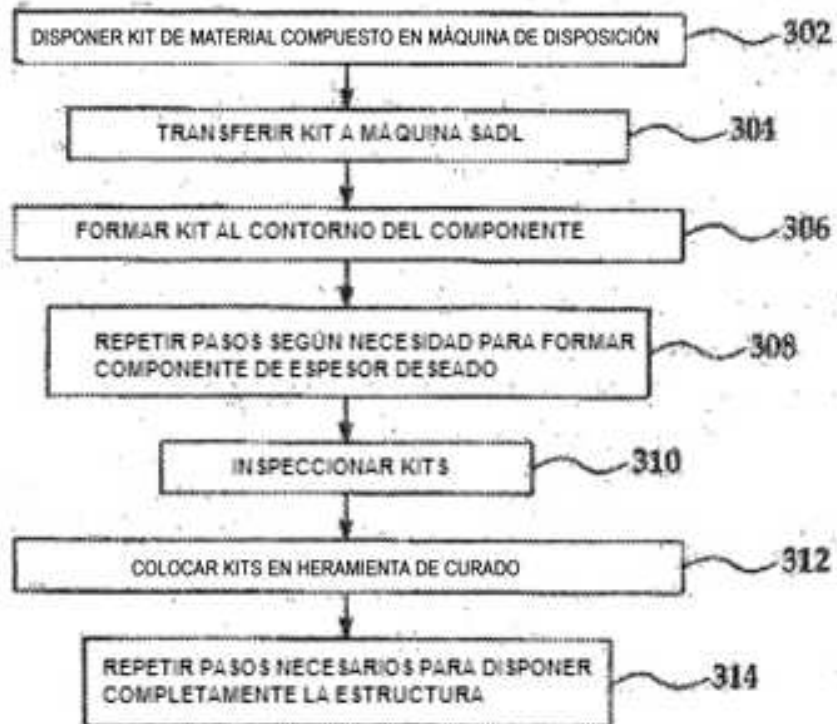 DISPONER KIT DE MATERIAL COMPUESTO EN MÁQUINA DE DISPOSICIÓN
302
TRANSFERIR KIT A MÁQUINA SADL
304
FORMAR KIT AL CONTORNO DEL COMPONENTE
306
REPETIR PASOS SEGÚN NECESIDAD PARA FORMAR
COMPONENTE DE ESPESOR DESEADO
308
INSPECCIONAR KITS
310
COLOCAR KITS EN HERAMIENTA DE CURADO
312
REPETIR PASOS NECESARIOS PARA DISPONER
COMPLETAMENTE LA ESTRUCTURA
314